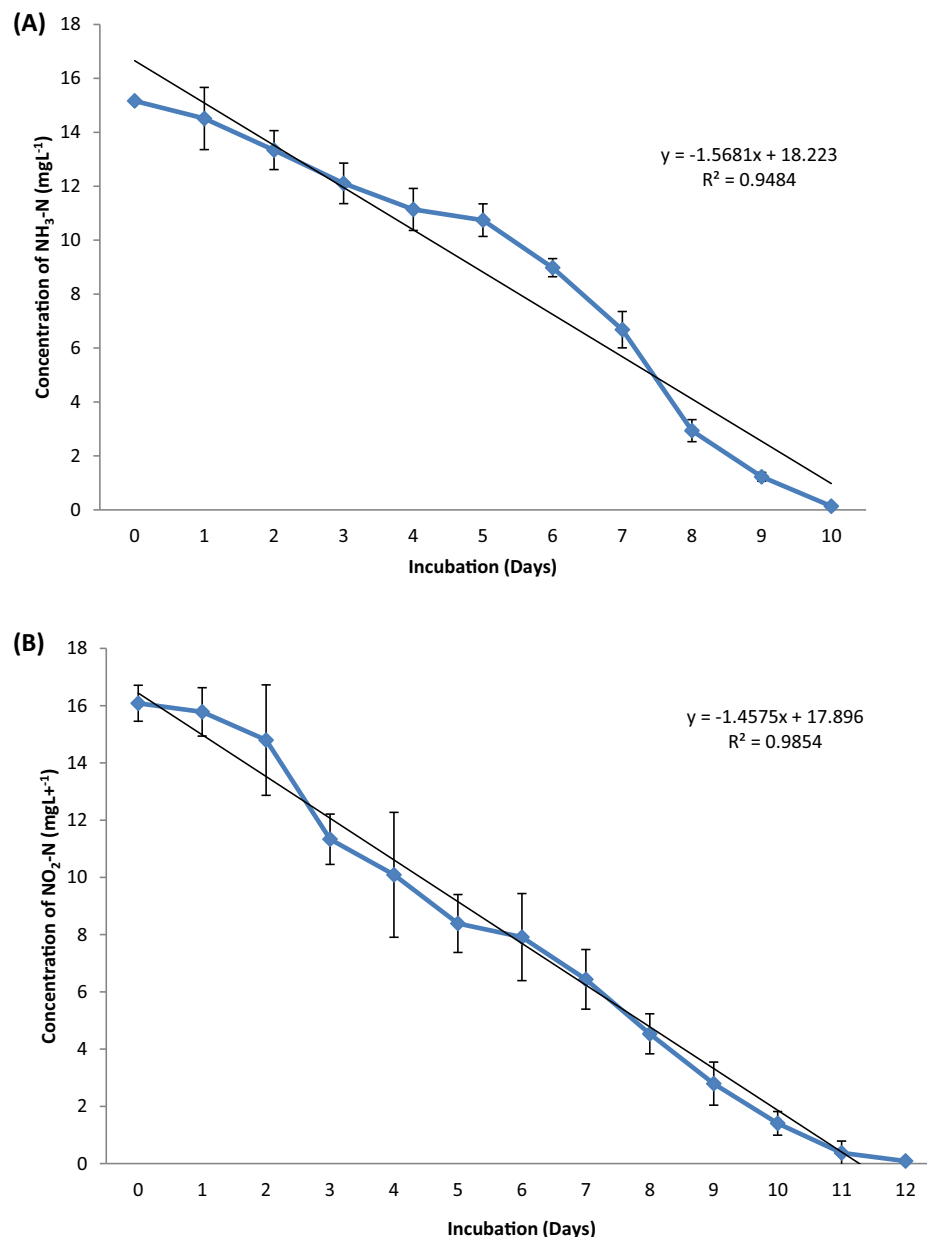 (A)
18
16
14
12
10
8
6
4
2
0
Concentration of NH₃-N (mgL⁻¹)
y = -1.5681x + 18.223
R² = 0.9484
0 1 2 3 4 5 6 7 8 9 10
Incubation (Days)
(B)
18
16
14
12
10
8
6
4
2
0
Concentration of NO₂-N (mgL+⁻¹)
y = -1.4575x + 17.896
R² = 0.9854
0 1 2 3 4 5 6 7 8 9 10 11 12
Incubation (Days)